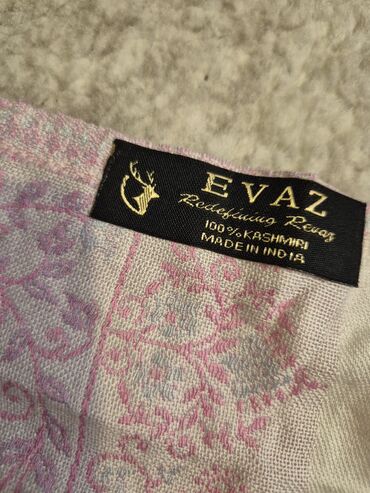 EVAZ
Redefining Revaz
100% KASHMIRI
MADE IN INDIA